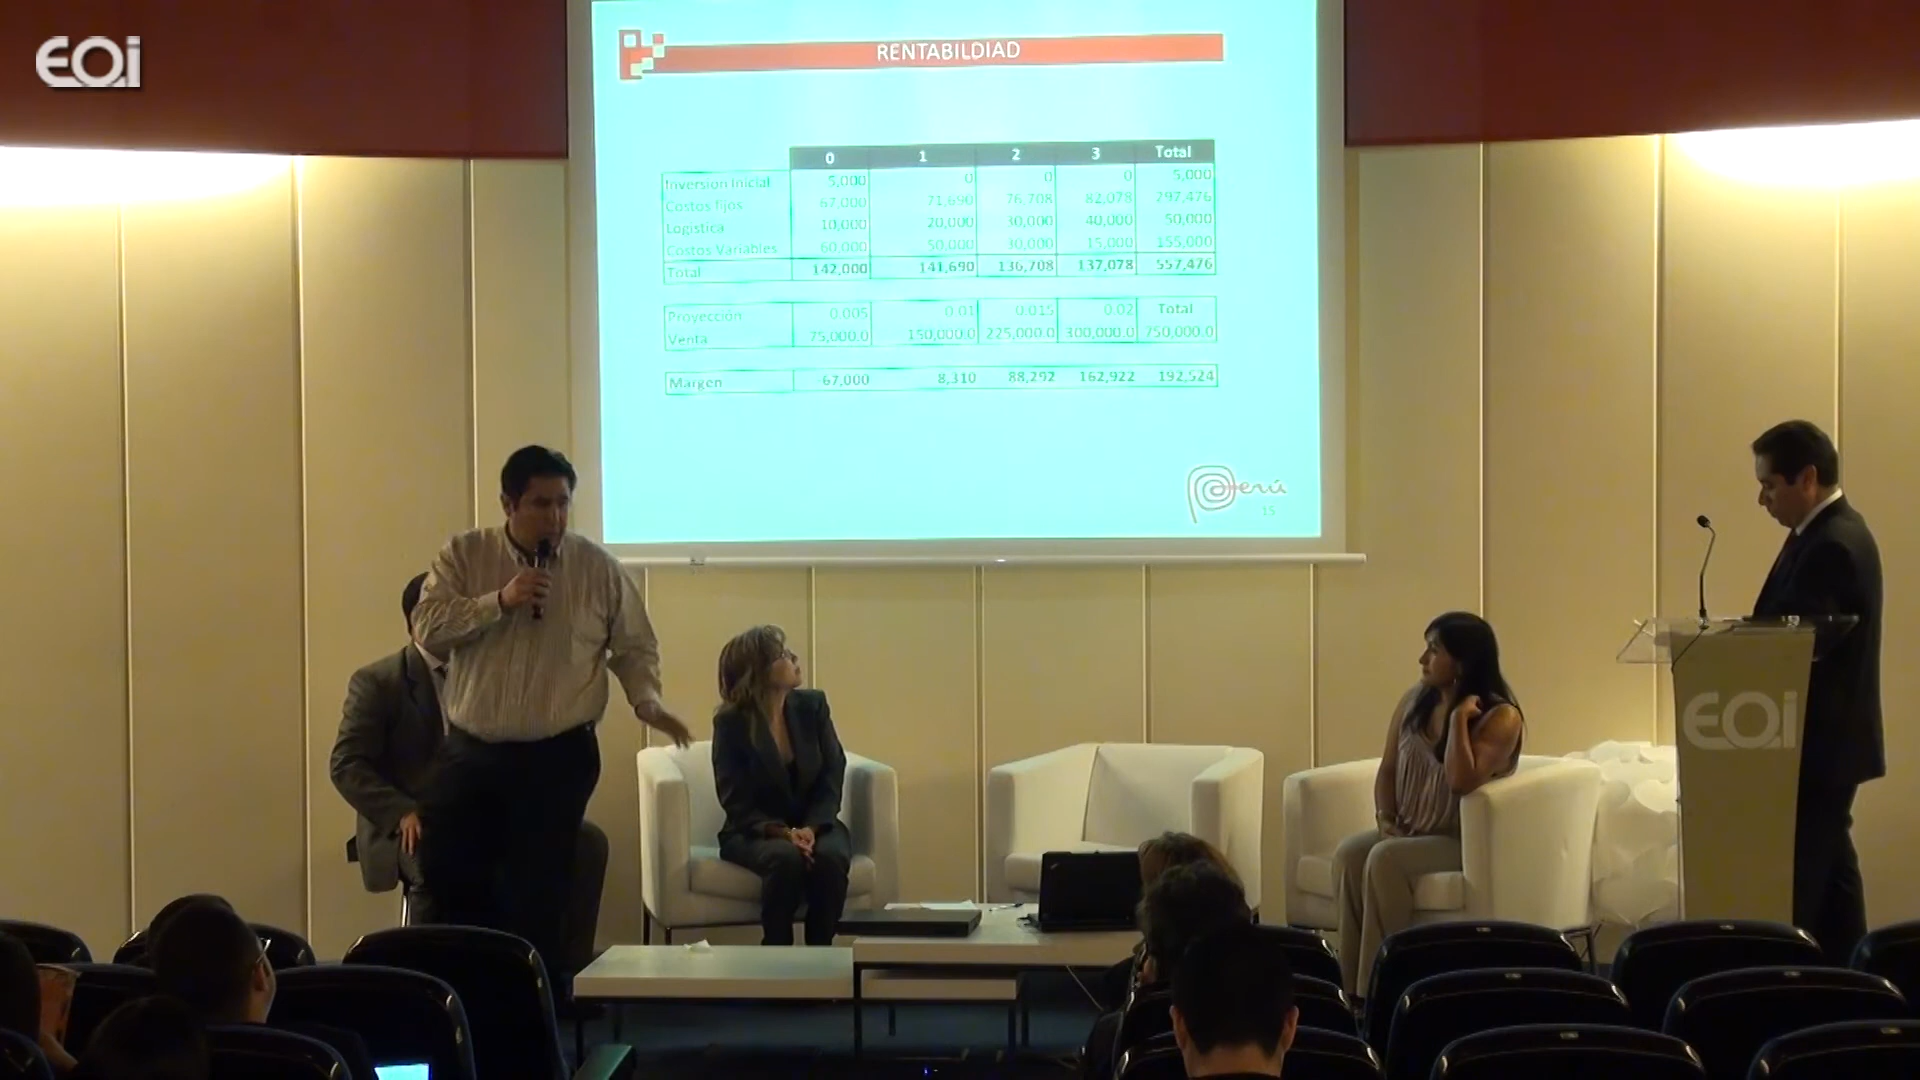 EOi
RENTABILDIAD
0 1 2 3 Total
Inversion Inicial 5,000 0 0 0 5,000
Costos fijos 67,000 71,690 76,708 82,078 297,476
Logistica 10,000 20,000 30,000 40,000 50,000
Costos Variables 60,000 50,000 30,000 15,000 155,000
Total 142,000 141,690 136,708 137,078 557,476
Proyección 0.005 0.01 0.015 0.02 Total
Venta 75,000.0 150,000.0 225,000.0 300,000.0 750,000.0
Margen 67,000 8,310 88,292 162,922 192,524
Perú
15
EOi